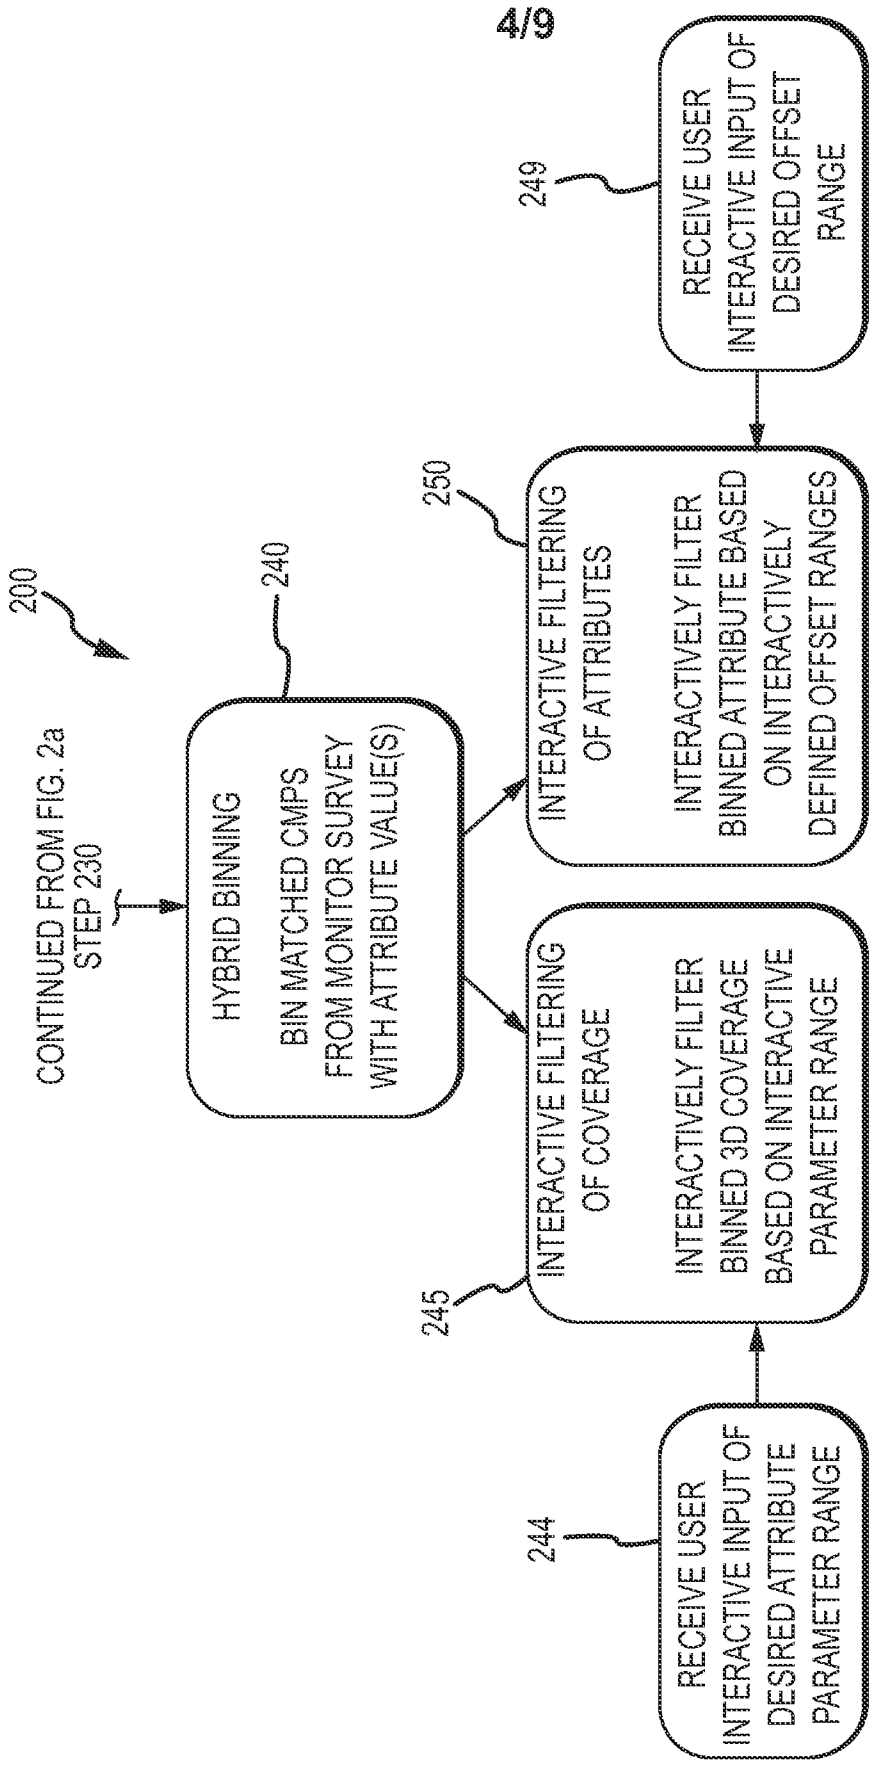 4/9
200
CONTINUED FROM FIG. 2a
STEP 230
240
HYBRID BINNING
BIN MATCHED CMPS
FROM MONITOR SURVEY
WITH ATTRIBUTE VALUE(S)
245
INTERACTIVE FILTERING
OF COVERAGE
INTERACTIVELY FILTER
BINNED 3D COVERAGE
BASED ON INTERACTIVE
PARAMETER RANGE
250
INTERACTIVE FILTERING
OF ATTRIBUTES
INTERACTIVELY FILTER
BINNED ATTRIBUTE BASED
ON INTERACTIVELY
DEFINED OFFSET RANGES
244
RECEIVE USER
INTERACTIVE INPUT OF
DESIRED ATTRIBUTE
PARAMETER RANGE
249
RECEIVE USER
INTERACTIVE INPUT OF
DESIRED OFFSET
RANGE